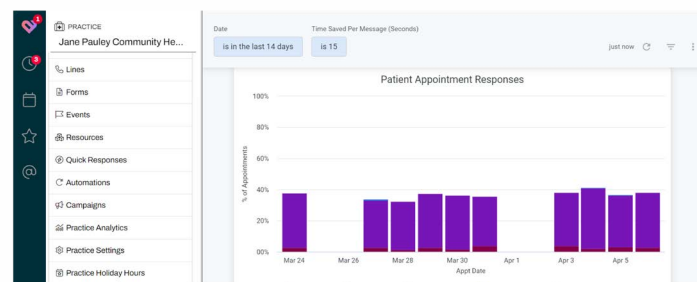 1
PRACTICE
Jane Pauley Community He...
3
Lines
Forms
Events
Resources
Quick Responses
Automations
Campaigns
Practice Analytics
Practice Settings
Practice Holiday Hours
Date
Time Saved Per Message (Seconds)
is in the last 14 days
is 15
just now
Patient Appointment Responses
% of Appointments
100%
80%
60%
40%
20%
00%
Mar 24
Mar 26
Mar 28
Mar 30
Apr 1
Apr 3
Apr 5
Appt Date